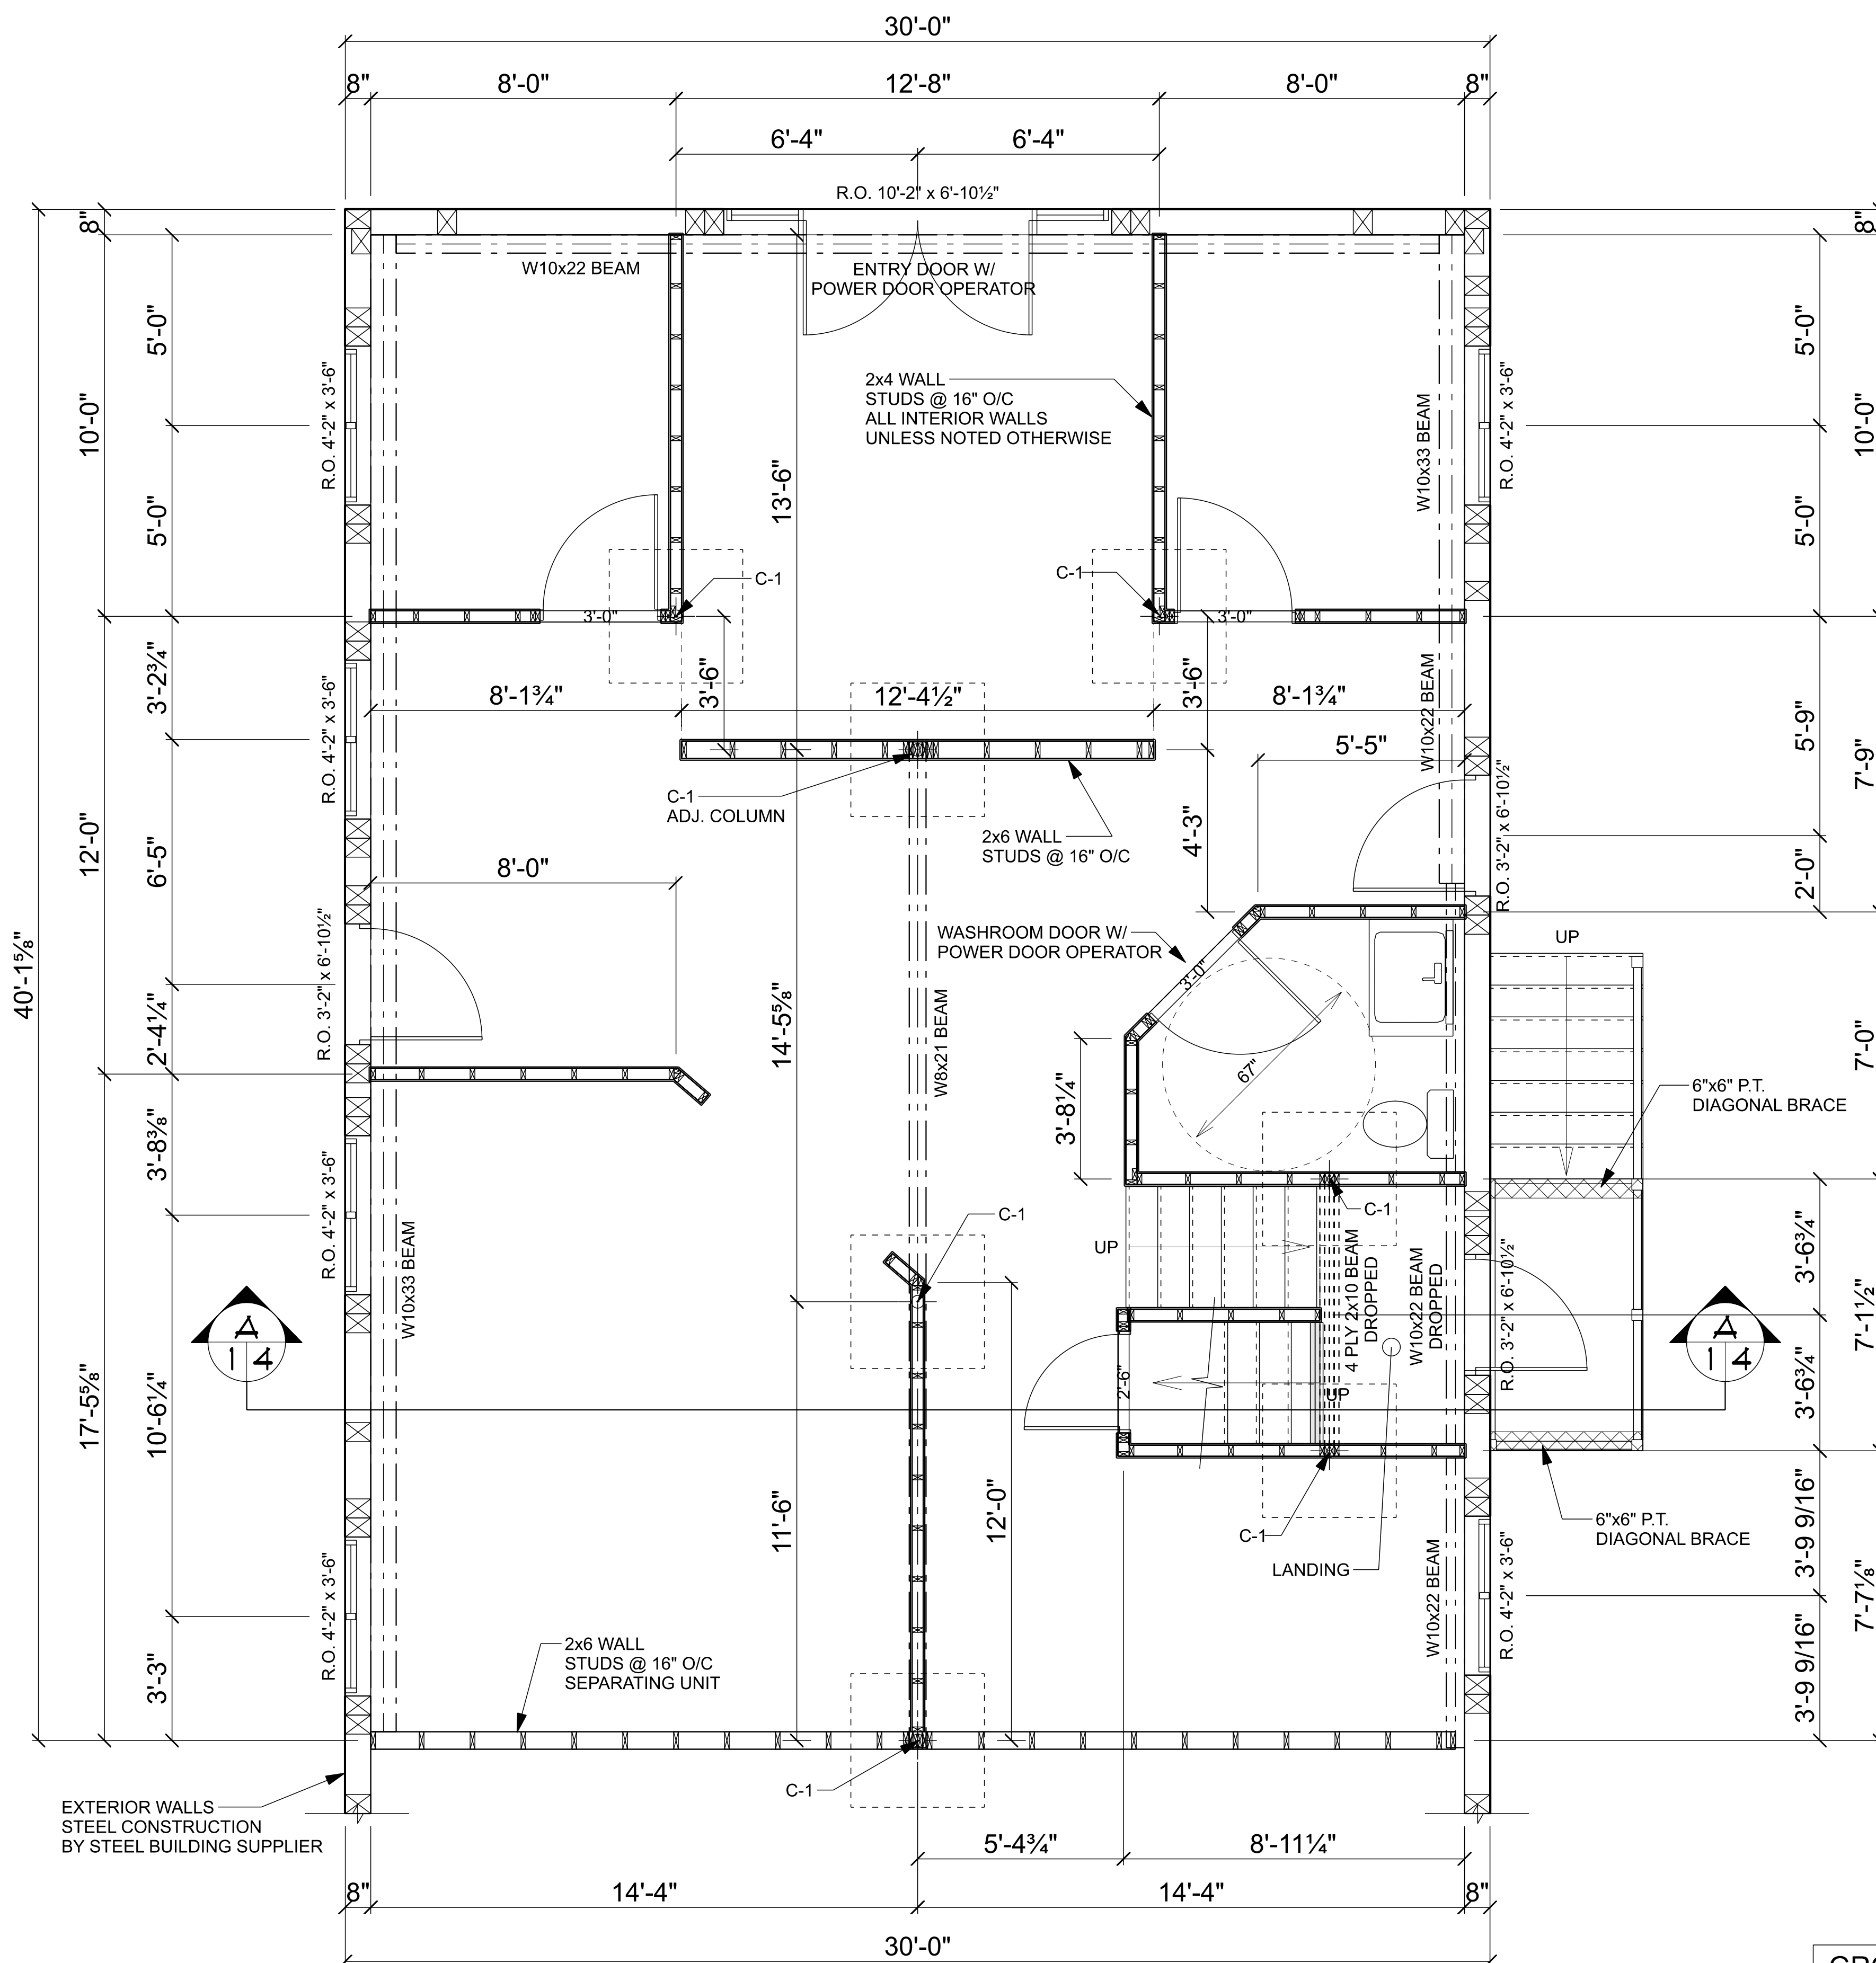 30'-0"
8"
8'-0"
12'-8"
8'-0"
8"
6'-4"
6'-4"
R.O. 10'-2" x 6'-10½"
8"
8"
W10x22 BEAM
ENTRY DOOR W/
POWER DOOR OPERATOR
5'-0"
5'-0"
10'-0"
10'-0"
R.O. 4'-2" x 3'-6"
R.O. 4'-2" x 3'-6"
2x4 WALL
STUDS @ 16" O/C
ALL INTERIOR WALLS
UNLESS NOTED OTHERWISE
W10x33 BEAM
13'-6"
5'-0"
5'-0"
C-1
C-1
3'-0"
3'-0"
3'-2¾"
3'-6"
3'-6"
8'-1¾"
12'-4½"
8'-1¾"
W10x22 BEAM
R.O. 4'-2" x 3'-6"
5'-9"
7'-9"
5'-5"
C-1
ADJ. COLUMN
2x6 WALL
STUDS @ 16" O/C
4'-3"
R.O. 3'-2" x 6'-10½"
12'-0"
6'-5"
8'-0"
2'-0"
40'-1⅝"
R.O. 3'-2" x 6'-10½"
WASHROOM DOOR W/
POWER DOOR OPERATOR
3'-0"
UP
2'-4¼"
14'-5⅝"
W8x21 BEAM
67"
7'-0"
3'-8¼"
6"x6" P.T.
DIAGONAL BRACE
3'-8⅜"
R.O. 4'-2" x 3'-6"
C-1
C-1
UP
W10x33 BEAM
4 PLY 2x10 BEAM
DROPPED
W10x22 BEAM
DROPPED
R.O. 3'-2" x 6'-10½"
3'-6¾"
7'-1½"
A
14
A
14
2'-6"
UP
3'-6¾"
17'-5⅝"
10'-6¼"
11'-6"
12'-0"
C-1
LANDING
6"x6" P.T.
DIAGONAL BRACE
3'-9 9/16"
R.O. 4'-2" x 3'-6"
W10x22 BEAM
R.O. 4'-2" x 3'-6"
7'-7⅛"
3'-3"
2x6 WALL
STUDS @ 16" O/C
SEPARATING UNIT
3'-9 9/16"
C-1
EXTERIOR WALLS
STEEL CONSTRUCTION
BY STEEL BUILDING SUPPLIER
5'-4¾"
8'-11¼"
8"
14'-4"
14'-4"
8"
30'-0"